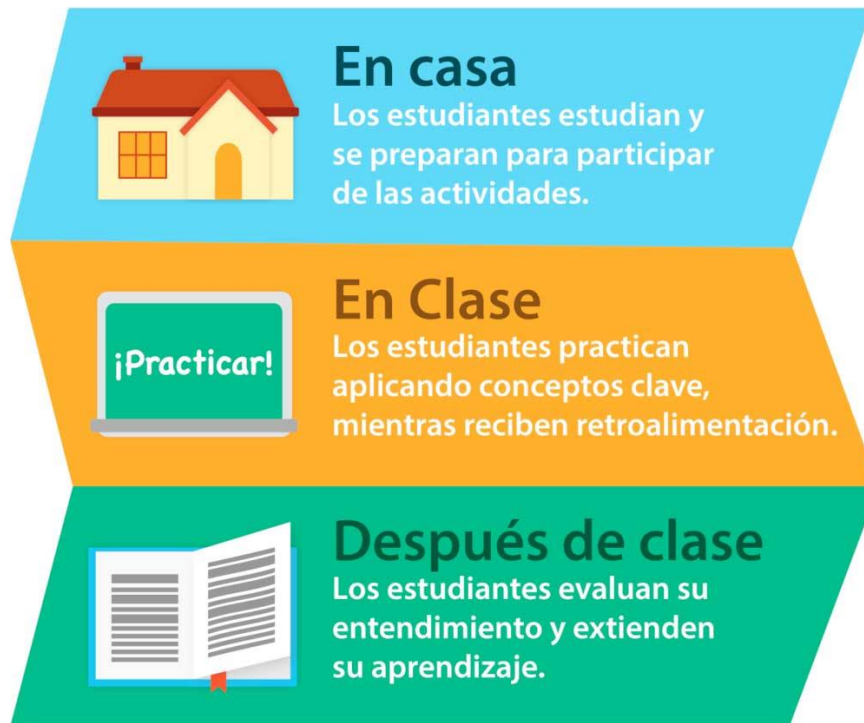 En casa
Los estudiantes estudian y
se preparan para participar
de las actividades.
¡Practicar!
En Clase
Los estudiantes practican
aplicando conceptos clave,
mientras reciben retroalimentación.
Después de clase
Los estudiantes evaluan su
entendimiento y extienden
su aprendizaje.